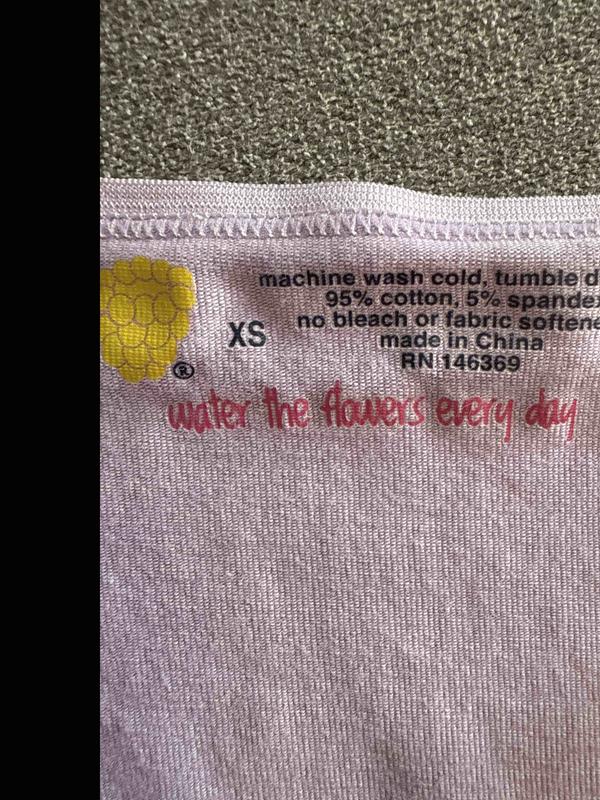 machine wash cold, tumble d
95% cotton, 5% spande
no bleach or fabric softene
XS
made in China
RN 146369
®
water the flowers every day